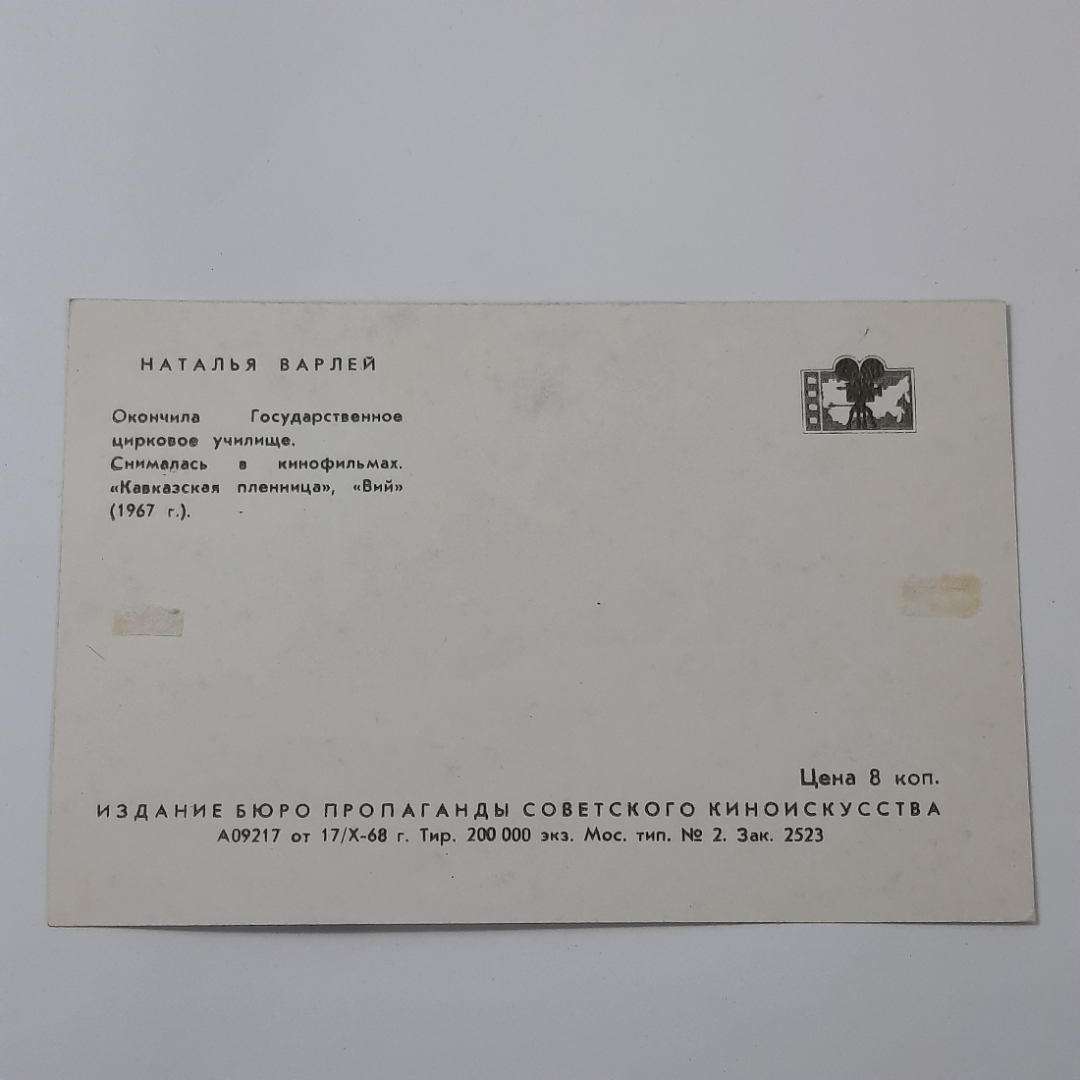 НАТАЛЬЯ ВАРЛЕЙ
Окончила Государственное
цирковое училище.
Снималась в кинофильмах.
«Кавказская пленница», «Вий»
(1967 г.).
Цена 8 коп.
ИЗДАНИЕ БЮРО ПРОПАГАНДЫ СОВЕТСКОГО КИНОИСКУССТВА
А09217 от 17/X-68 г. Тир. 200 000 экз. Мос. тип. № 2. Зак. 2523